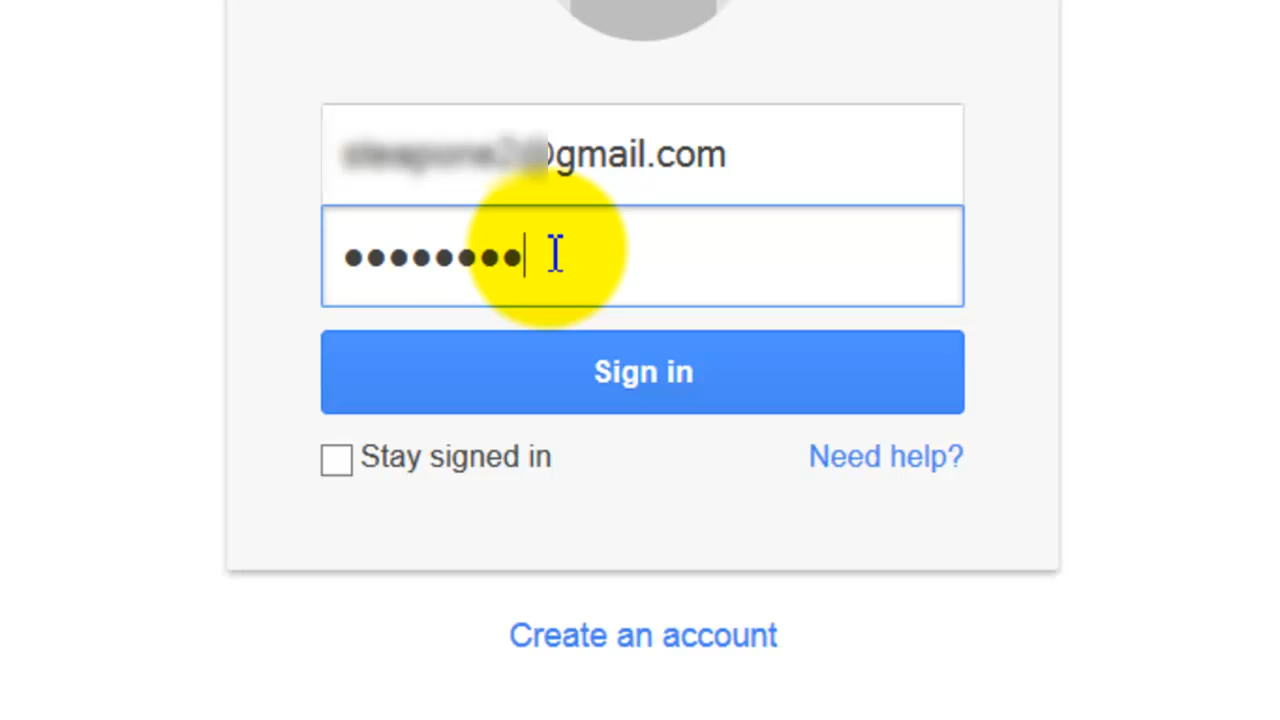 @gmail.com
••••••••
Sign in
Stay signed in
Need help?
Create an account